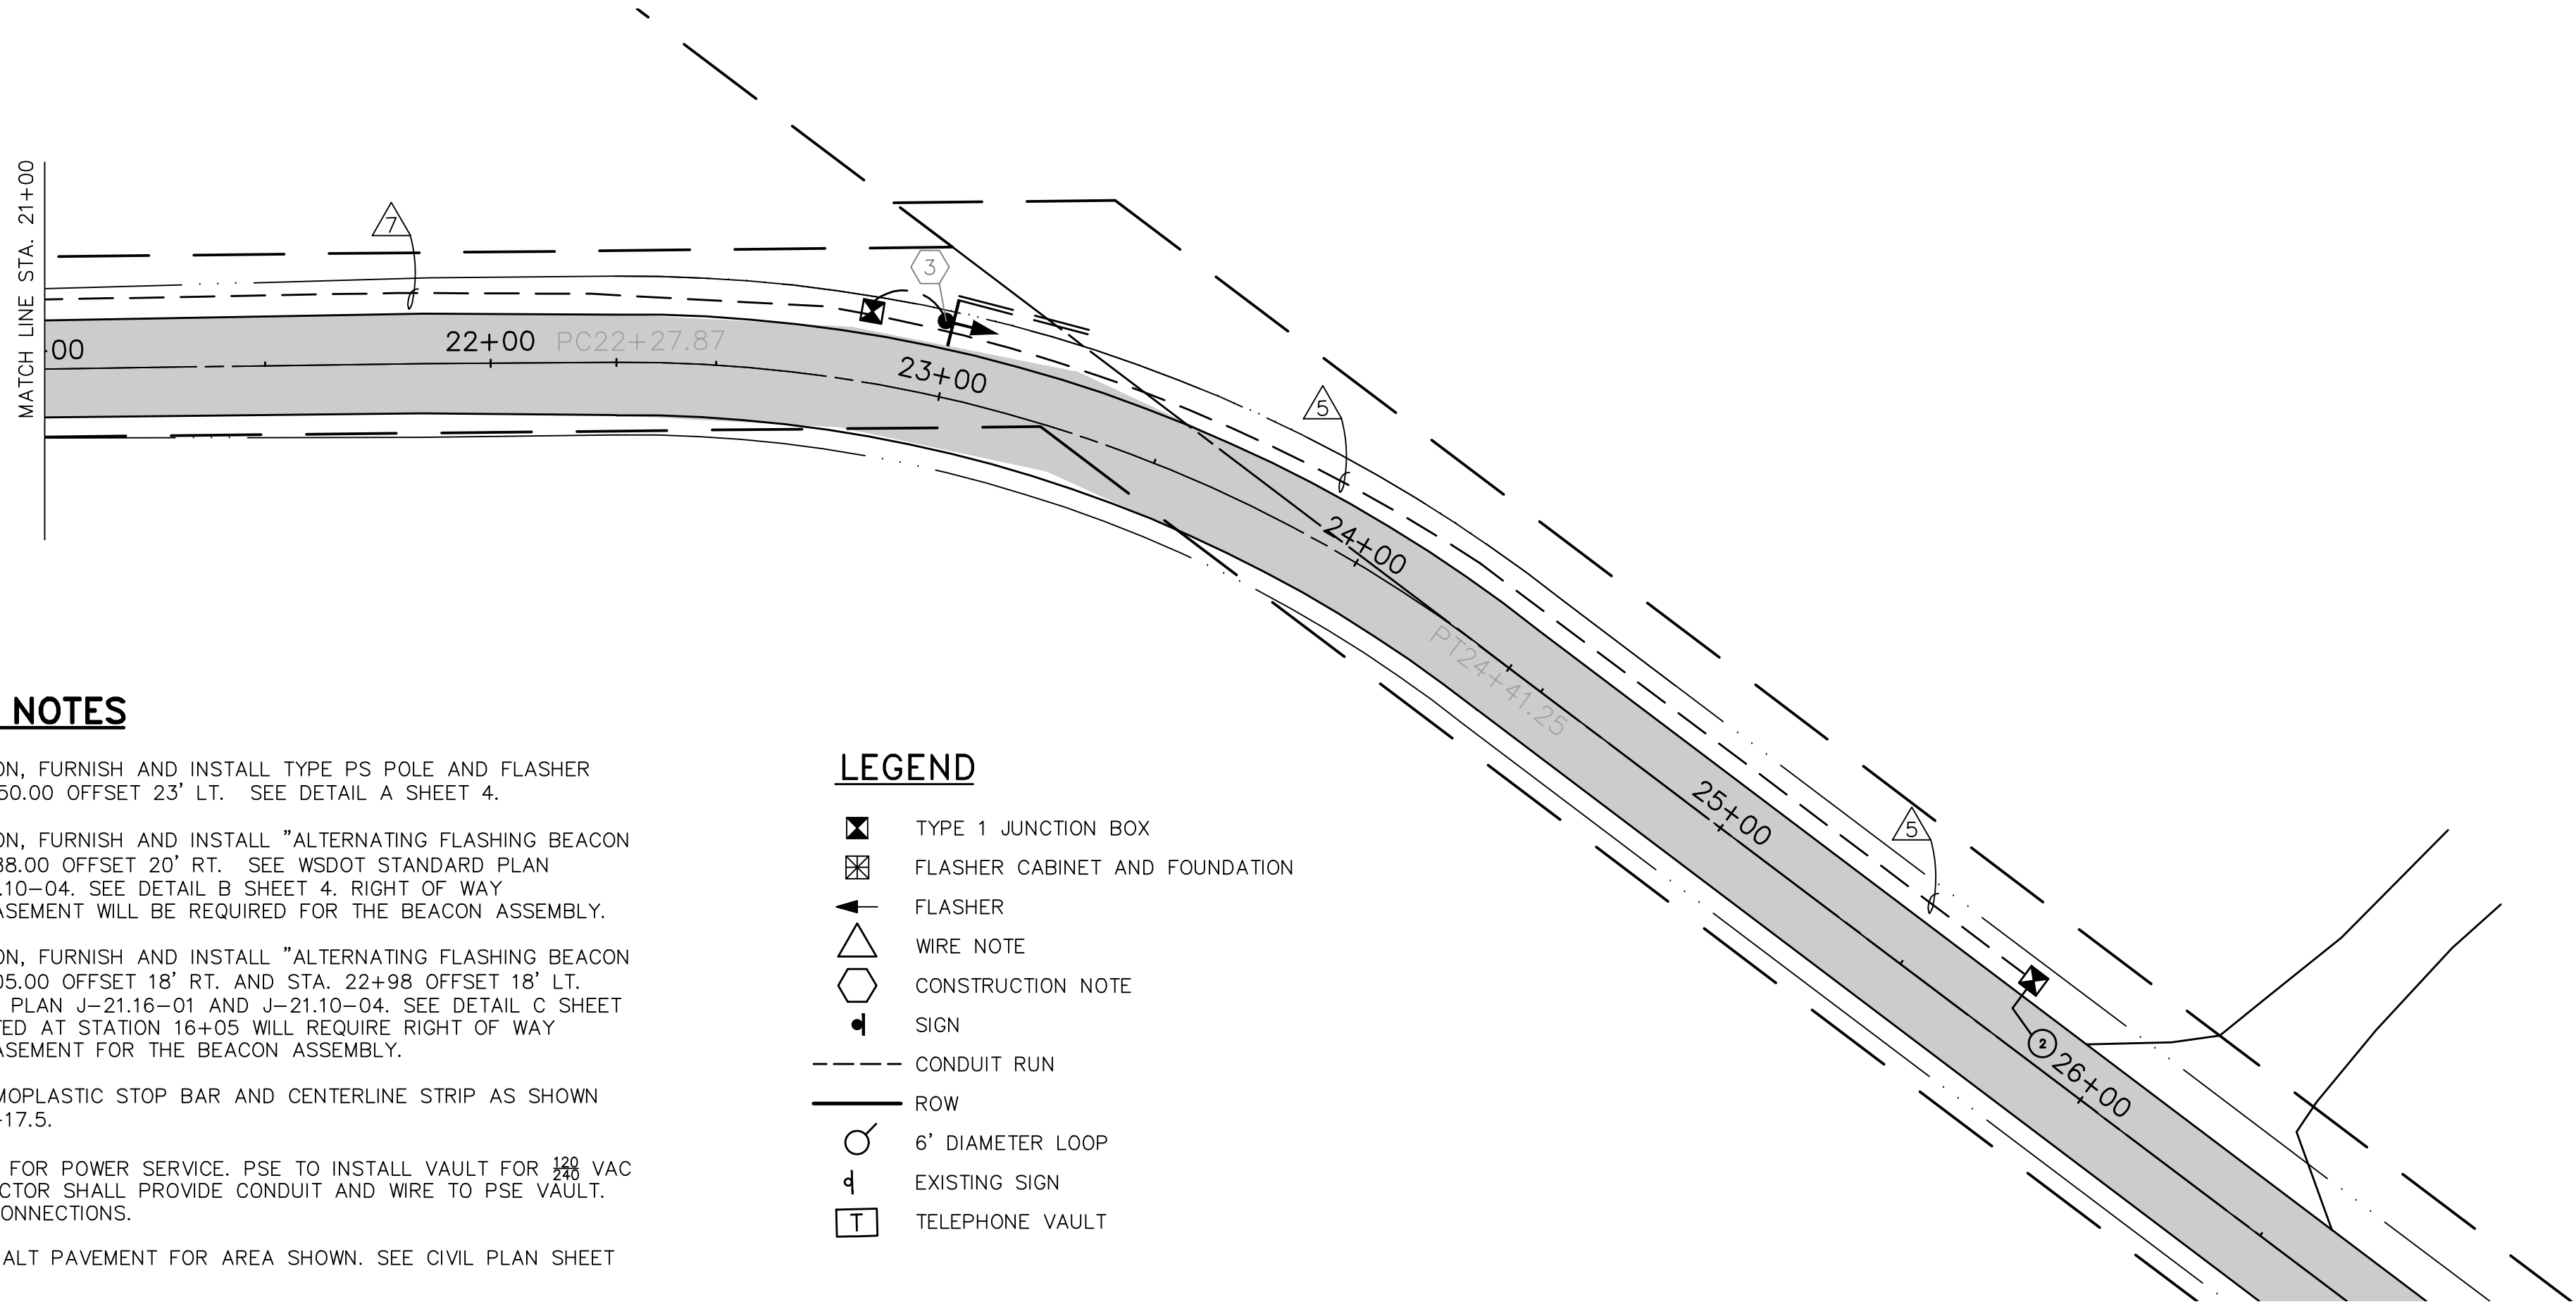 MATCH LINE STA. 21+00
7
3
00
22+00
PC22+27.87
23+00
5
24+00
PT24+41.25
25+00
5
2
26+00
NOTES
ON, FURNISH AND INSTALL TYPE PS POLE AND FLASHER
50.00 OFFSET 23' LT. SEE DETAIL A SHEET 4.
ON, FURNISH AND INSTALL "ALTERNATING FLASHING BEACON
38.00 OFFSET 20' RT. SEE WSDOT STANDARD PLAN
.10-04. SEE DETAIL B SHEET 4. RIGHT OF WAY
ASEMENT WILL BE REQUIRED FOR THE BEACON ASSEMBLY.
ON, FURNISH AND INSTALL "ALTERNATING FLASHING BEACON
05.00 OFFSET 18' RT. AND STA. 22+98 OFFSET 18' LT.
PLAN J-21.16-01 AND J-21.10-04. SEE DETAIL C SHEET
TED AT STATION 16+05 WILL REQUIRE RIGHT OF WAY
ASEMENT FOR THE BEACON ASSEMBLY.
MOPLASTIC STOP BAR AND CENTERLINE STRIP AS SHOWN
-17.5.
FOR POWER SERVICE. PSE TO INSTALL VAULT FOR 120/240 VAC
CTOR SHALL PROVIDE CONDUIT AND WIRE TO PSE VAULT.
ONNECTIONS.
ALT PAVEMENT FOR AREA SHOWN. SEE CIVIL PLAN SHEET
LEGEND
TYPE 1 JUNCTION BOX
FLASHER CABINET AND FOUNDATION
FLASHER
WIRE NOTE
CONSTRUCTION NOTE
SIGN
CONDUIT RUN
ROW
6' DIAMETER LOOP
EXISTING SIGN
T TELEPHONE VAULT